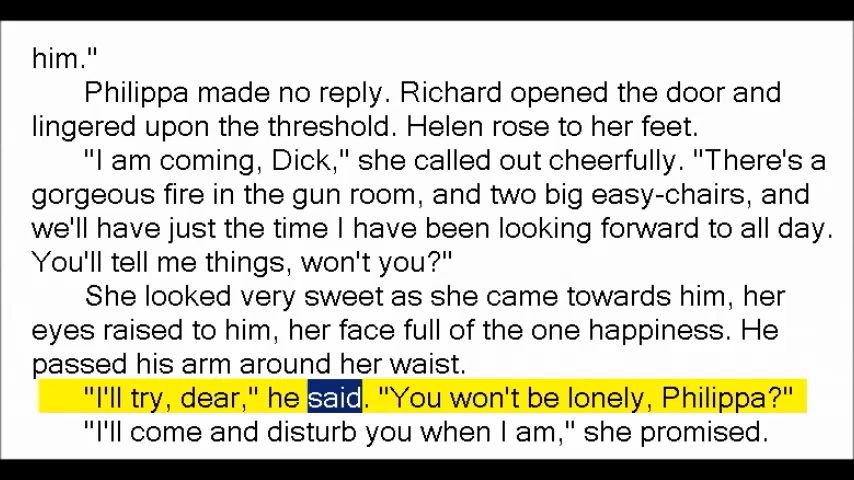 him."
Philippa made no reply. Richard opened the door and
lingered upon the threshold. Helen rose to her feet.
"I am coming, Dick," she called out cheerfully. "There's a
gorgeous fire in the gun room, and two big easy-chairs, and
we'll have just the time I have been looking forward to all day.
You'll tell me things, won't you?"
She looked very sweet as she came towards him, her
eyes raised to him, her face full of the one happiness. He
passed his arm around her waist.
"I'll try, dear," he said. "You won't be lonely, Philippa?"
"I'll come and disturb you when I am," she promised.